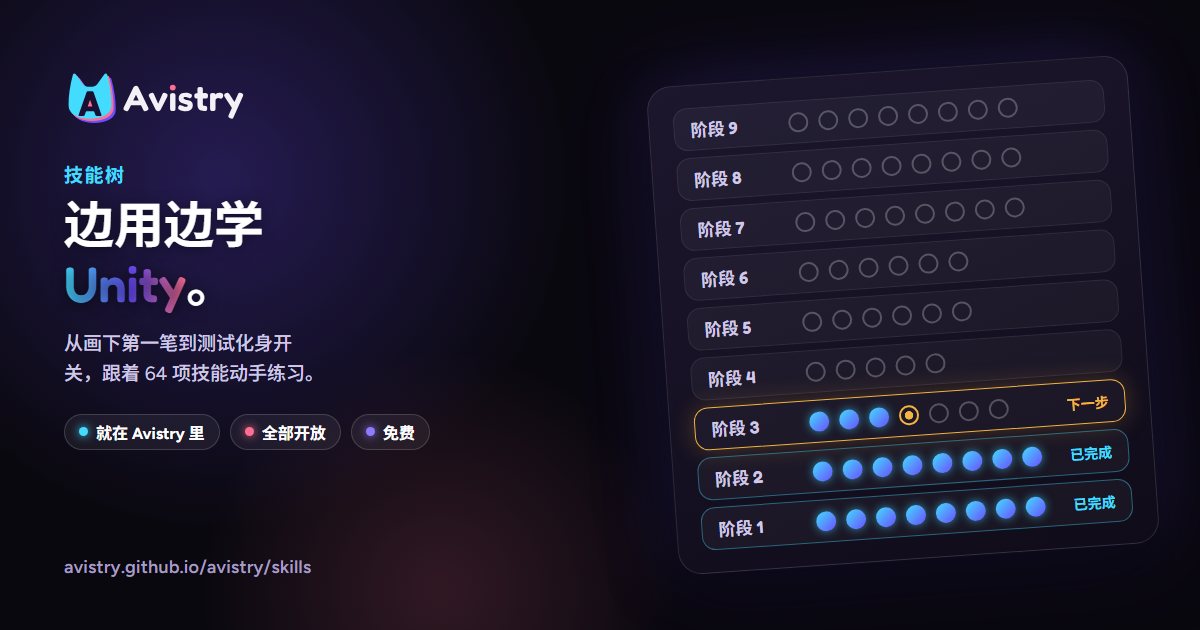 Avistry
技能树
边用边学
Unity。
从画下第一笔到测试化身开
关，跟着 64 项技能动手练习。
就在 Avistry 里
全部开放
免费
avistry.github.io/avistry/skills
阶段 9
阶段 8
阶段 7
阶段 6
阶段 5
阶段 4
阶段 3 下一步
阶段 2 已完成
阶段 1 已完成